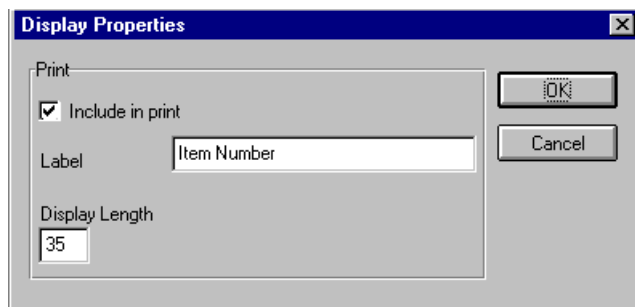 Display Properties
Print
Include in print
OK
Label
Item Number
Cancel
Display Length
35